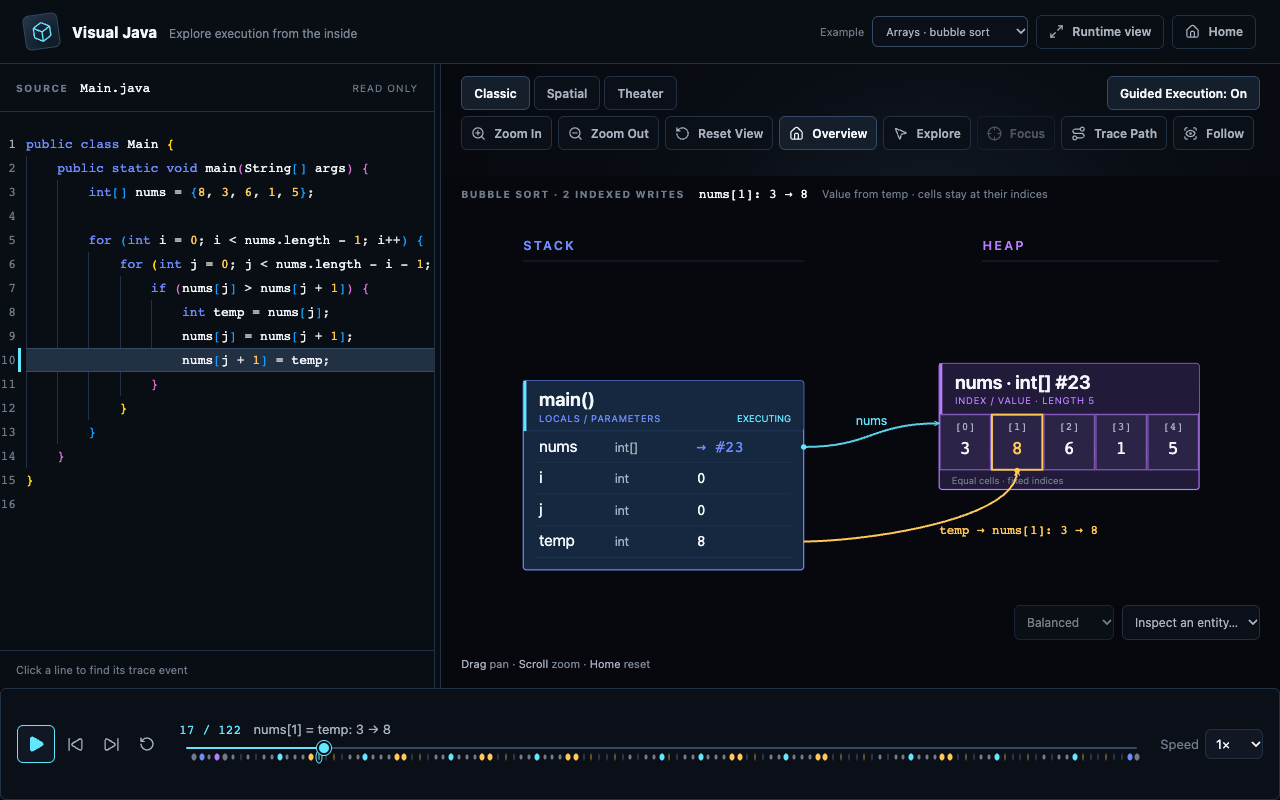 Visual Java Explore execution from the inside
Example Arrays · bubble sort Runtime view Home
SOURCE Main.java READ ONLY
1 public class Main {
2 public static void main(String[] args) {
3 int[] nums = {8, 3, 6, 1, 5};
4
5 for (int i = 0; i < nums.length - 1; i++) {
6 for (int j = 0; j < nums.length - i - 1;
7 if (nums[j] > nums[j + 1]) {
8 int temp = nums[j];
9 nums[j] = nums[j + 1];
10 nums[j + 1] = temp;
11 }
12 }
13 }
14 }
15 }
16
Click a line to find its trace event
Classic Spatial Theater Guided Execution: On
Zoom In Zoom Out Reset View Overview Explore Focus Trace Path Follow
BUBBLE SORT · 2 INDEXED WRITES nums[1]: 3 → 8 Value from temp · cells stay at their indices
STACK
HEAP
main()
LOCALS / PARAMETERS EXECUTING
nums int[] → #23
i int 0
j int 0
temp int 8
nums
nums · int[] #23
INDEX / VALUE · LENGTH 5
[0] [1] [2] [3] [4]
3 8 6 1 5
Equal cells · fixed indices
temp → nums[1]: 3 → 8
Balanced Inspect an entity...
Drag pan · Scroll zoom · Home reset
17 / 122 nums[1] = temp: 3 → 8
Speed 1×